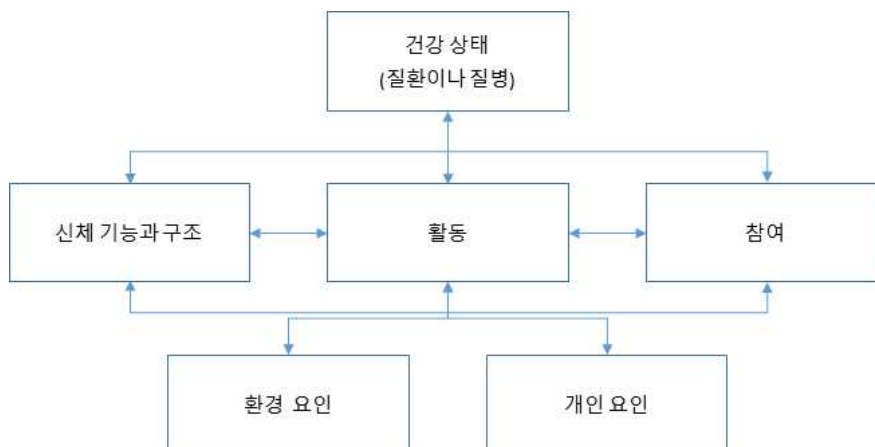 건강 상태
(질환이나 질병)
신체 기능과 구조
활동
참여
환경 요인
개인 요인